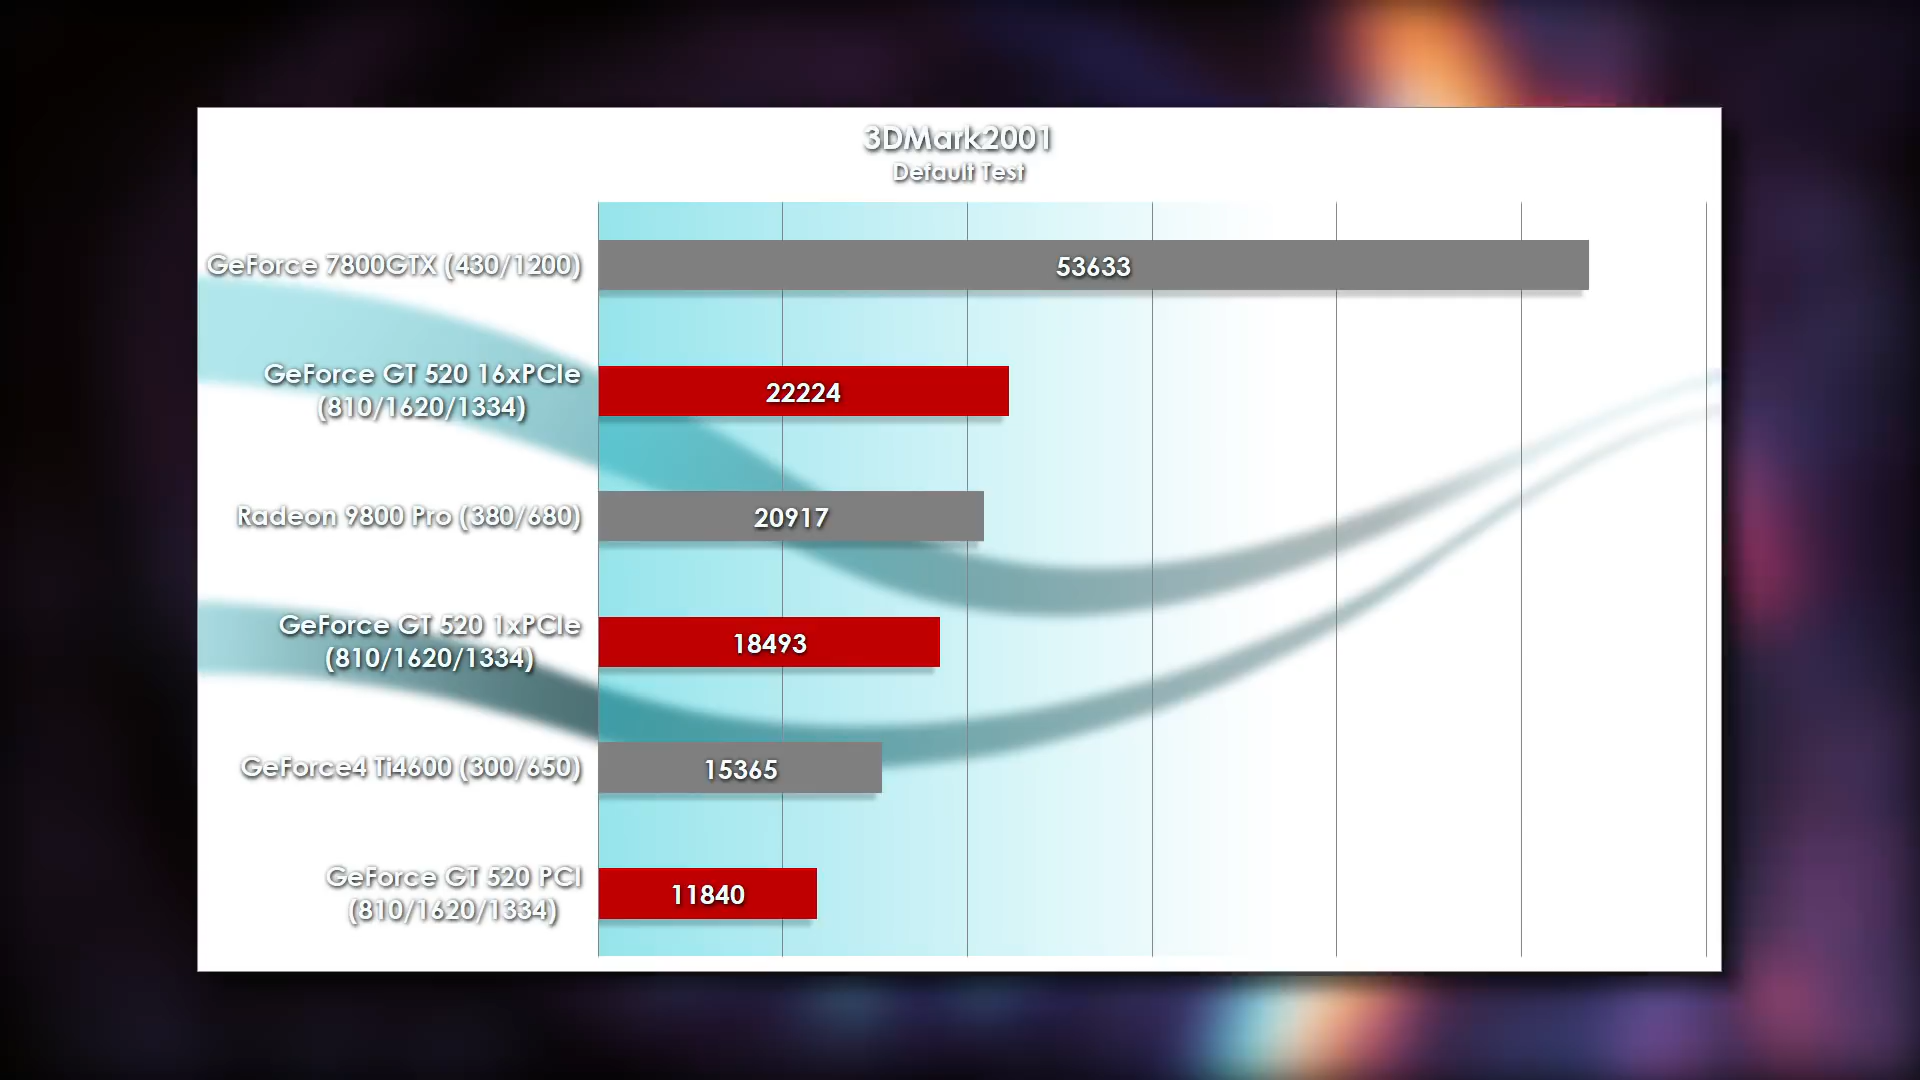 3DMark2001
Default Test
GeForce 7800GTX (430/1200)
53633
GeForce GT 520 16xPCIe
(810/1620/1334)
22224
Radeon 9800 Pro (380/680)
20917
GeForce GT 520 1xPCIe
(810/1620/1334)
18493
GeForce4 Ti4600 (300/650)
15365
GeForce GT 520 PCI
(810/1620/1334)
11840